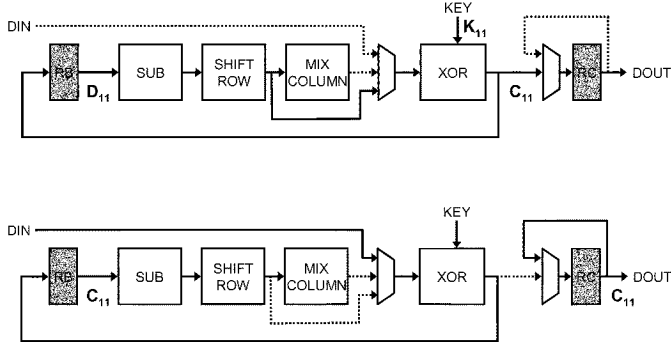 KEY
DIN
K11
RB
SUB
SHIFT ROW
MIX COLUMN
XOR
RC
DOUT
D11
C11
KEY
DIN
RB
SUB
SHIFT ROW
MIX COLUMN
XOR
RC
DOUT
C11
C11